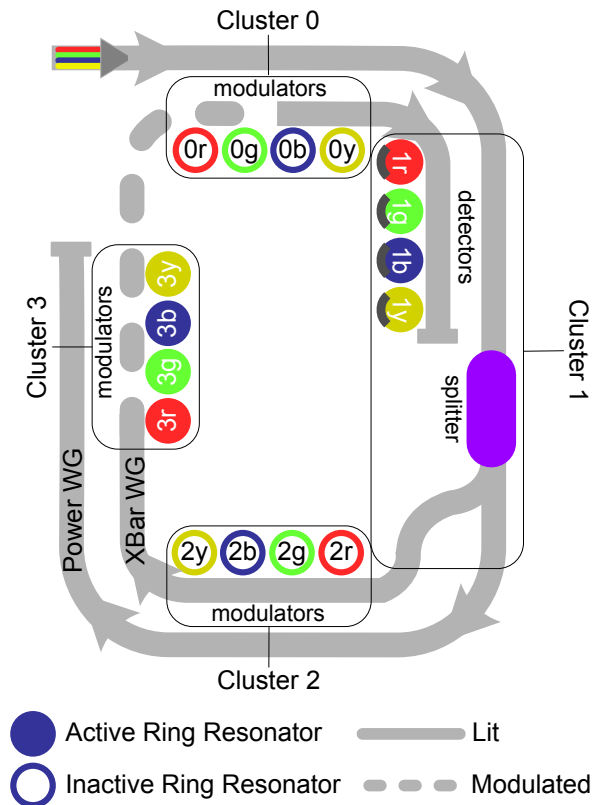 Cluster 0
modulators
0r 0g 0b 0y
1r
1g
1b
1y
detectors
Cluster 1
splitter
Cluster 3
modulators
3y
3b
3g
3r
Power WG
XBar WG
2y 2b 2g 2r
modulators
Cluster 2
Active Ring Resonator
Lit
Inactive Ring Resonator
Modulated